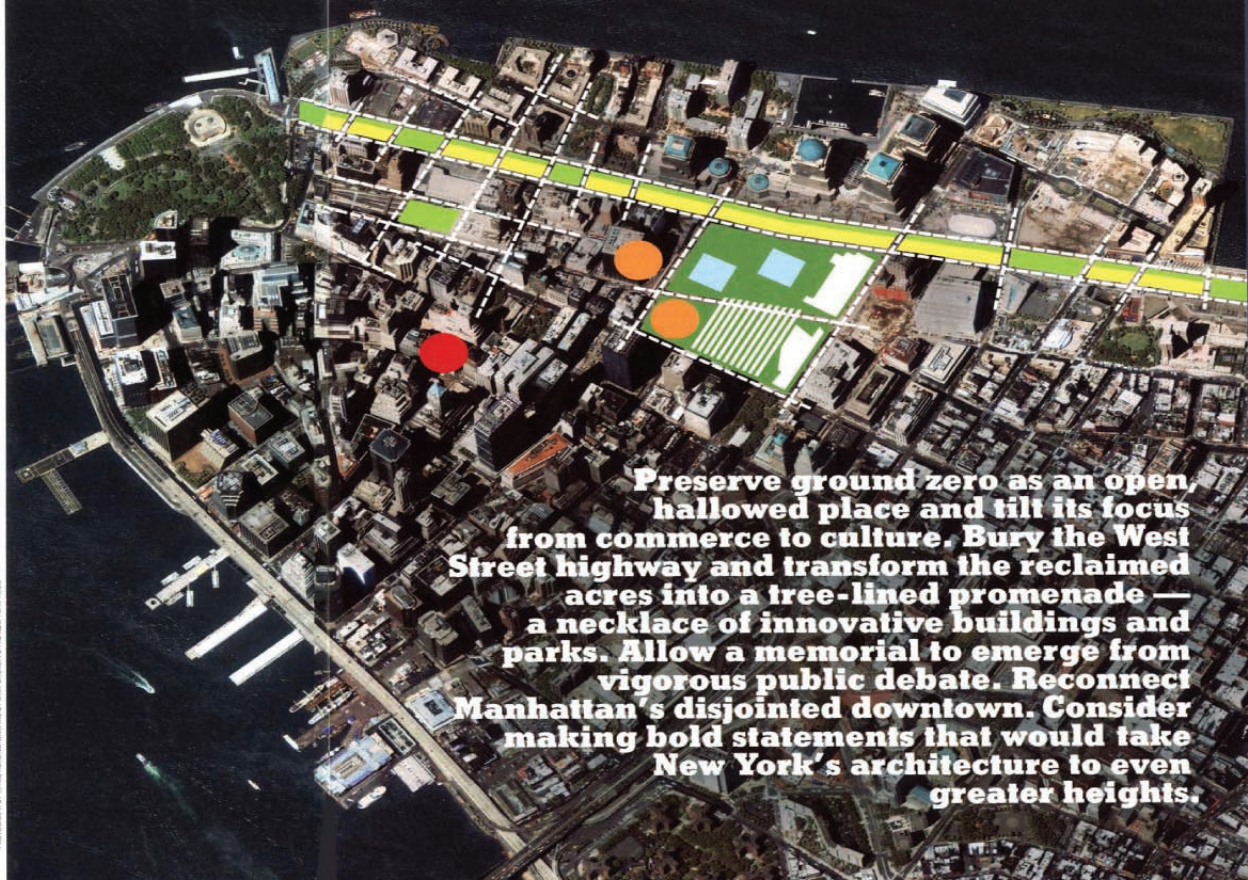 Preserve ground zero as an open,
hallowed place and tilt its focus
from commerce to culture. Bury the West
Street highway and transform the reclaimed
acres into a tree-lined promenade —
a necklace of innovative buildings and
parks. Allow a memorial to emerge from
vigorous public debate. Reconnect
Manhattan's disjointed downtown. Consider
making bold statements that would take
New York's architecture to even
greater heights.